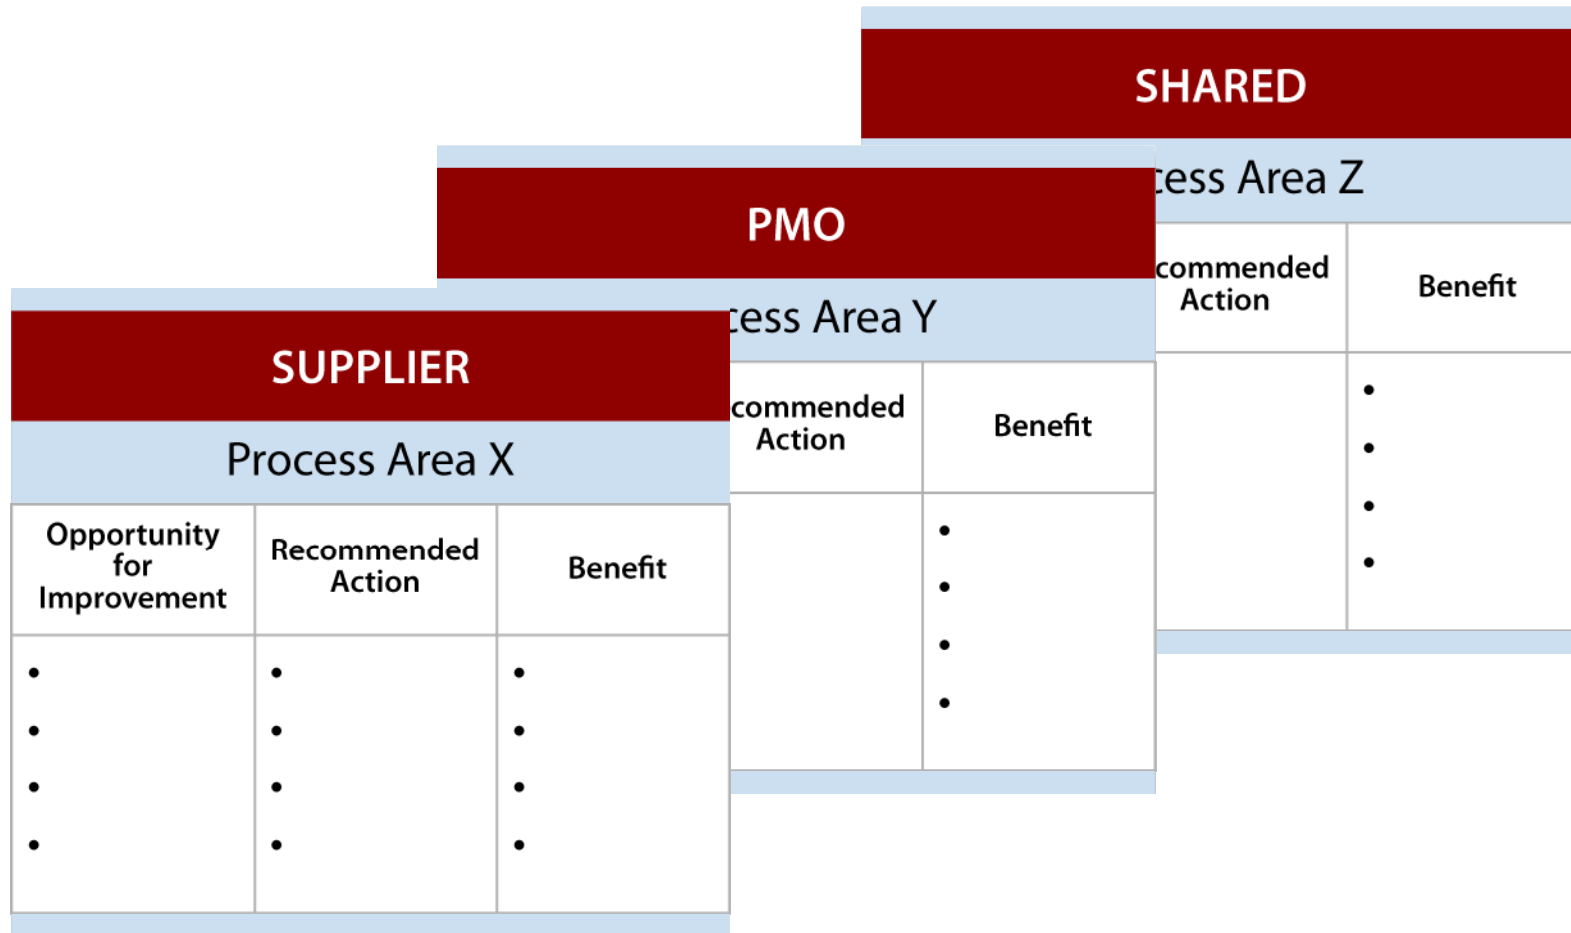 SHARED
cess Area Z
commended
Action
Benefit
PMO
cess Area Y
commended
Action
Benefit
SUPPLIER
Process Area X
Opportunity
for
Improvement
Recommended
Action
Benefit